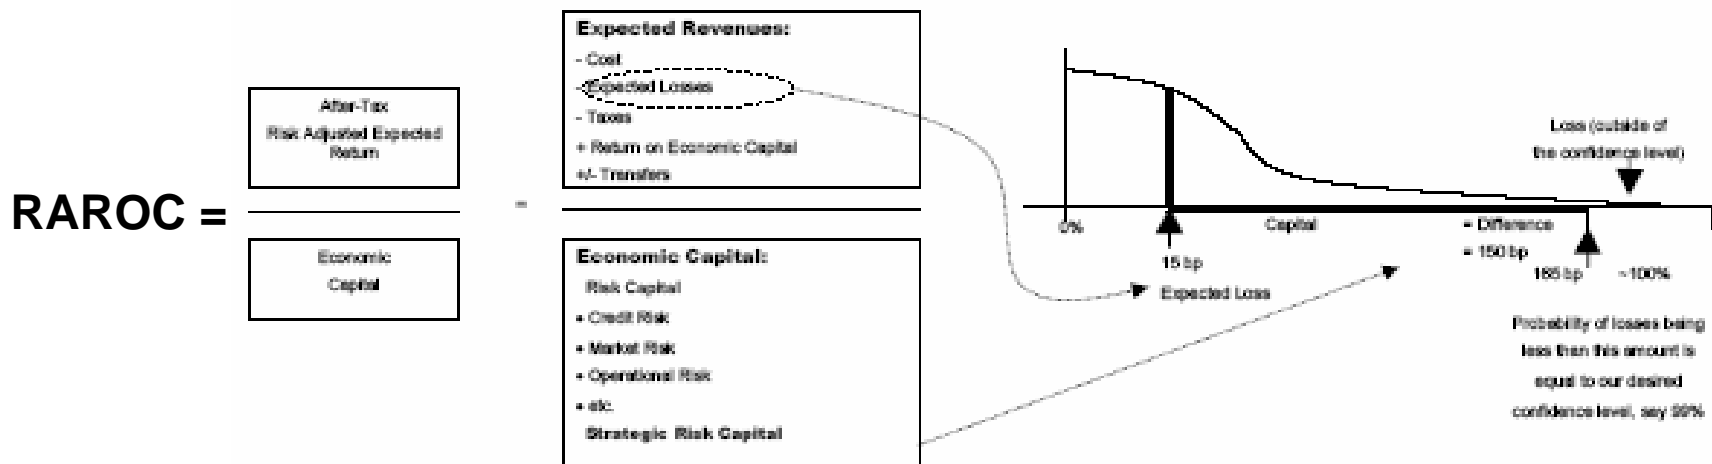 RAROC =
After-Tax
Risk Adjusted Expected
Return
Economic
Capital
=
Expected Revenues:
- Cost
- Expected Losses
- Taxes
+ Return on Economic Capital
+/- Transfers
Economic Capital:
Risk Capital
• Credit Risk
• Market Risk
• Operational Risk
• etc.
Strategic Risk Capital
Loss (outside of
the confidence level)
0%
Capital
= Difference
= 150 bp
15 bp
165 bp
~100%
Expected Loss
Probability of losses being
less than this amount is
equal to our desired
confidence level, say 99%